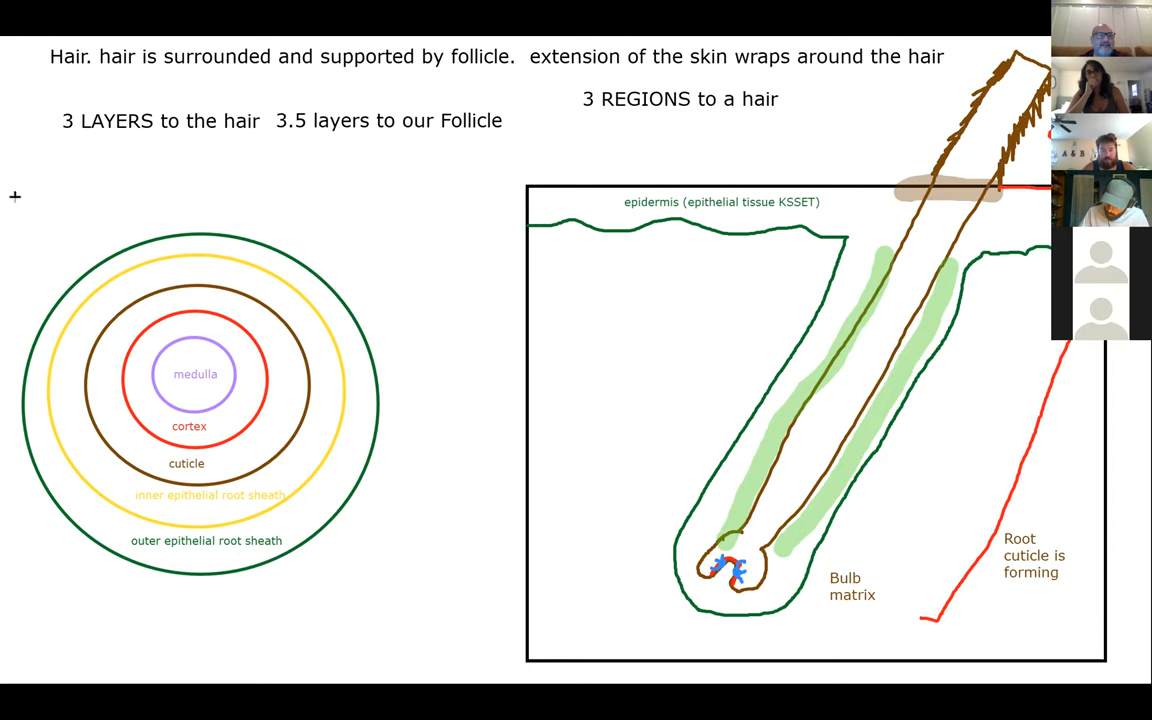 Hair. hair is surrounded and supported by follicle.  extension of the skin wraps around the hair
3 REGIONS to a hair
3 LAYERS to the hair
3.5 layers to our Follicle
epidermis (epithelial tissue KSSET)
medulla
cortex
cuticle
inner epithelial root sheath
outer epithelial root sheath
Bulb
matrix
Root
cuticle is
forming
A & B